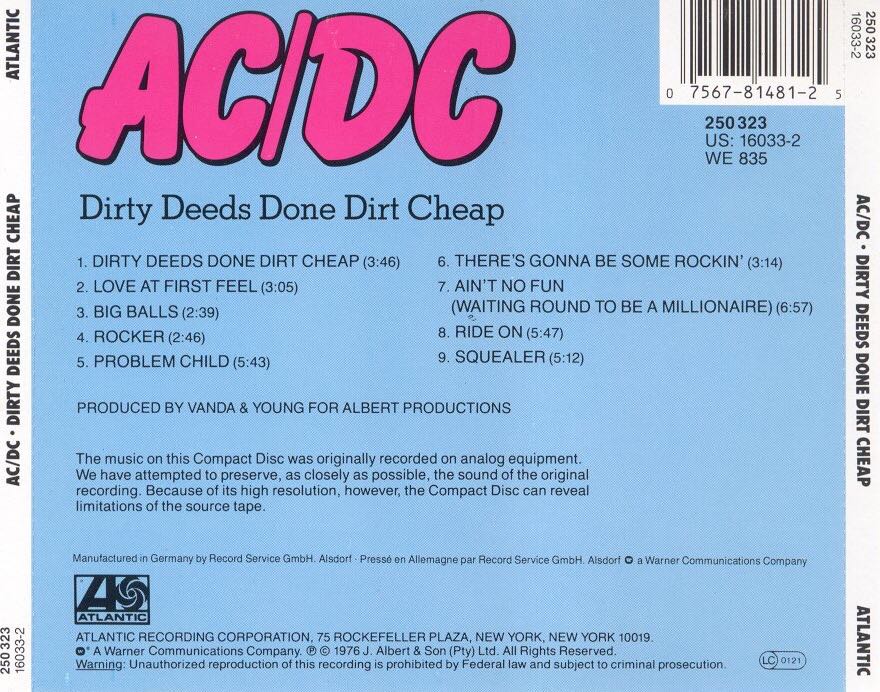 ATLANTIC
AC/DC · DIRTY DEEDS DONE DIRT CHEAP
250 323
16033-2
AC/DC
0 7567-81481-2 5
250 323
US: 16033-2
WE 835
Dirty Deeds Done Dirt Cheap
1. DIRTY DEEDS DONE DIRT CHEAP (3:46)
2. LOVE AT FIRST FEEL (3:05)
3. BIG BALLS (2:39)
4. ROCKER (2:46)
5. PROBLEM CHILD (5:43)
6. THERE'S GONNA BE SOME ROCKIN' (3:14)
7. AIN'T NO FUN
(WAITING ROUND TO BE A MILLIONAIRE) (6:57)
8. RIDE ON (5:47)
9. SQUEALER (5:12)
PRODUCED BY VANDA & YOUNG FOR ALBERT PRODUCTIONS
The music on this Compact Disc was originally recorded on analog equipment.
We have attempted to preserve, as closely as possible, the sound of the original
recording. Because of its high resolution, however, the Compact Disc can reveal
limitations of the source tape.
Manufactured in Germany by Record Service GmbH. Alsdorf · Pressé en Allemagne par Record Service GmbH. Alsdorf a Warner Communications Company
ATLANTIC
ATLANTIC RECORDING CORPORATION, 75 ROCKEFELLER PLAZA, NEW YORK, NEW YORK 10019.
A Warner Communications Company. ℗ © 1976 J. Albert & Son (Pty) Ltd. All Rights Reserved.
Warning: Unauthorized reproduction of this recording is prohibited by Federal law and subject to criminal prosecution.
LC 0121
250 323
16033-2
AC/DC · DIRTY DEEDS DONE DIRT CHEAP
ATLANTIC